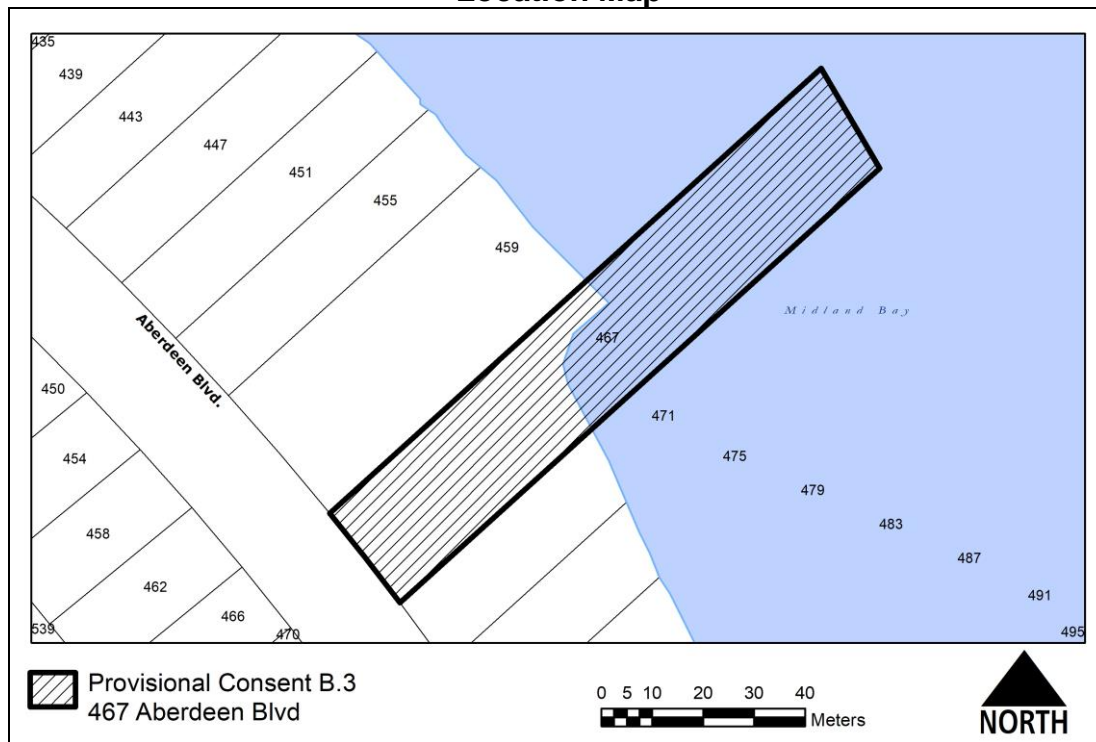 Location Map
435
439
443
447
451
455
459
Midland Bay
Aberdeen Blvd.
467
450
471
454
475
479
458
483
487
462
491
466
539
470
495
Provisional Consent B.3
467 Aberdeen Blvd
0 5 10 20 30 40
Meters
NORTH